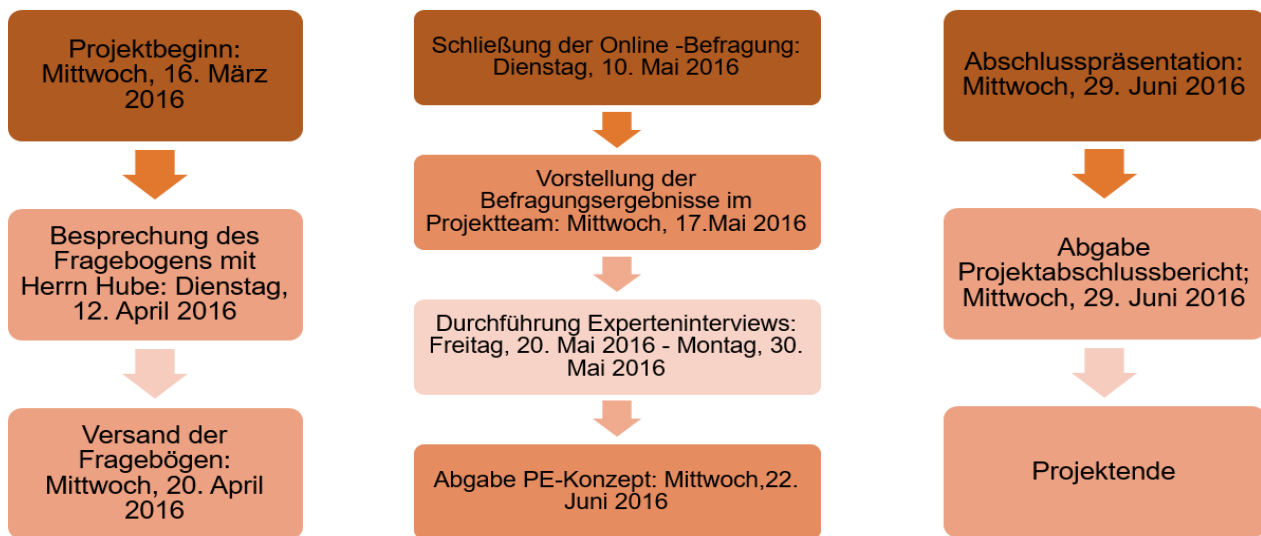 Projektbeginn:
Mittwoch, 16. März
2016
Besprechung des
Fragebogens mit
Herrn Hube: Dienstag,
12. April 2016
Versand der
Fragebögen:
Mittwoch, 20. April
2016
Schließung der Online -Befragung:
Dienstag, 10. Mai 2016
Vorstellung der
Befragungsergebnisse im
Projektteam: Mittwoch, 17.Mai 2016
Durchführung Experteninterviews:
Freitag, 20. Mai 2016 - Montag, 30.
Mai 2016
Abgabe PE-Konzept: Mittwoch,22.
Juni 2016
Abschlusspräsentation:
Mittwoch, 29. Juni 2016
Abgabe
Projektabschlussbericht;
Mittwoch, 29. Juni 2016
Projektende